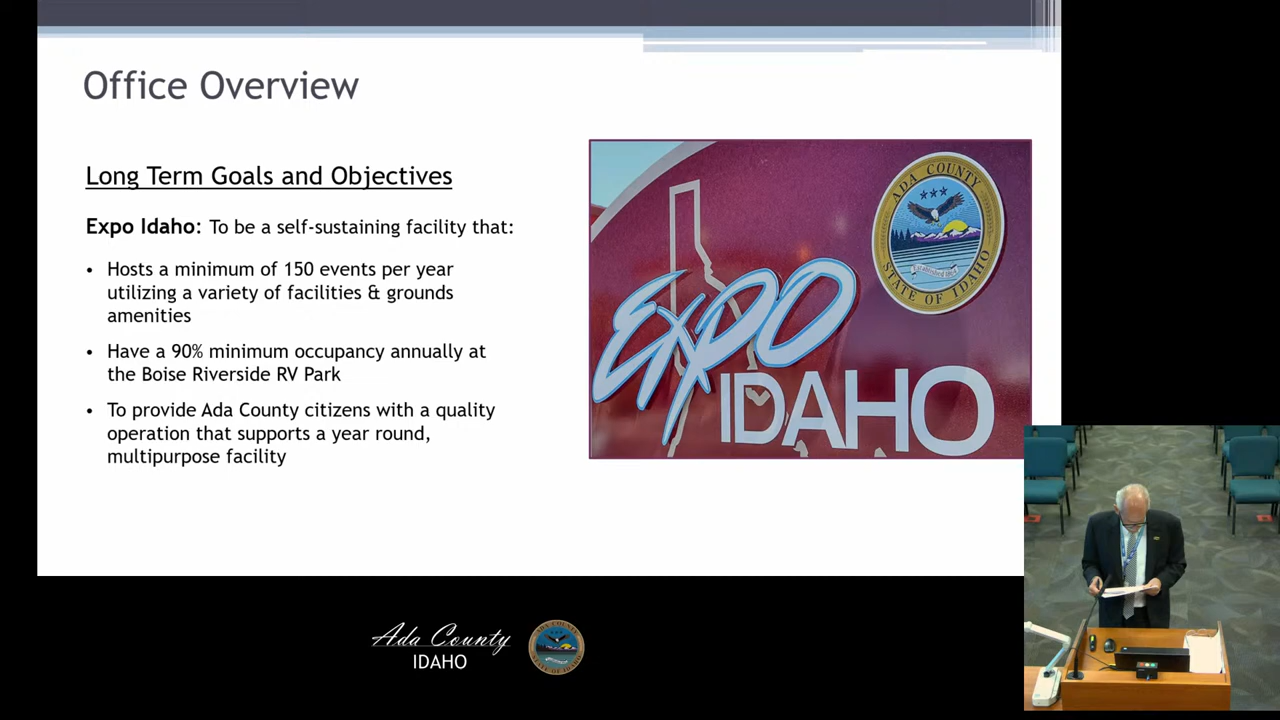 Office Overview
Long Term Goals and Objectives
Expo Idaho: To be a self-sustaining facility that:
• Hosts a minimum of 150 events per year
utilizing a variety of facilities & grounds
amenities
• Have a 90% minimum occupancy annually at
the Boise Riverside RV Park
• To provide Ada County citizens with a quality
operation that supports a year round,
multipurpose facility
ADA COUNTY
STATE OF IDAHO
EXPO
IDAHO
Ada County
IDAHO